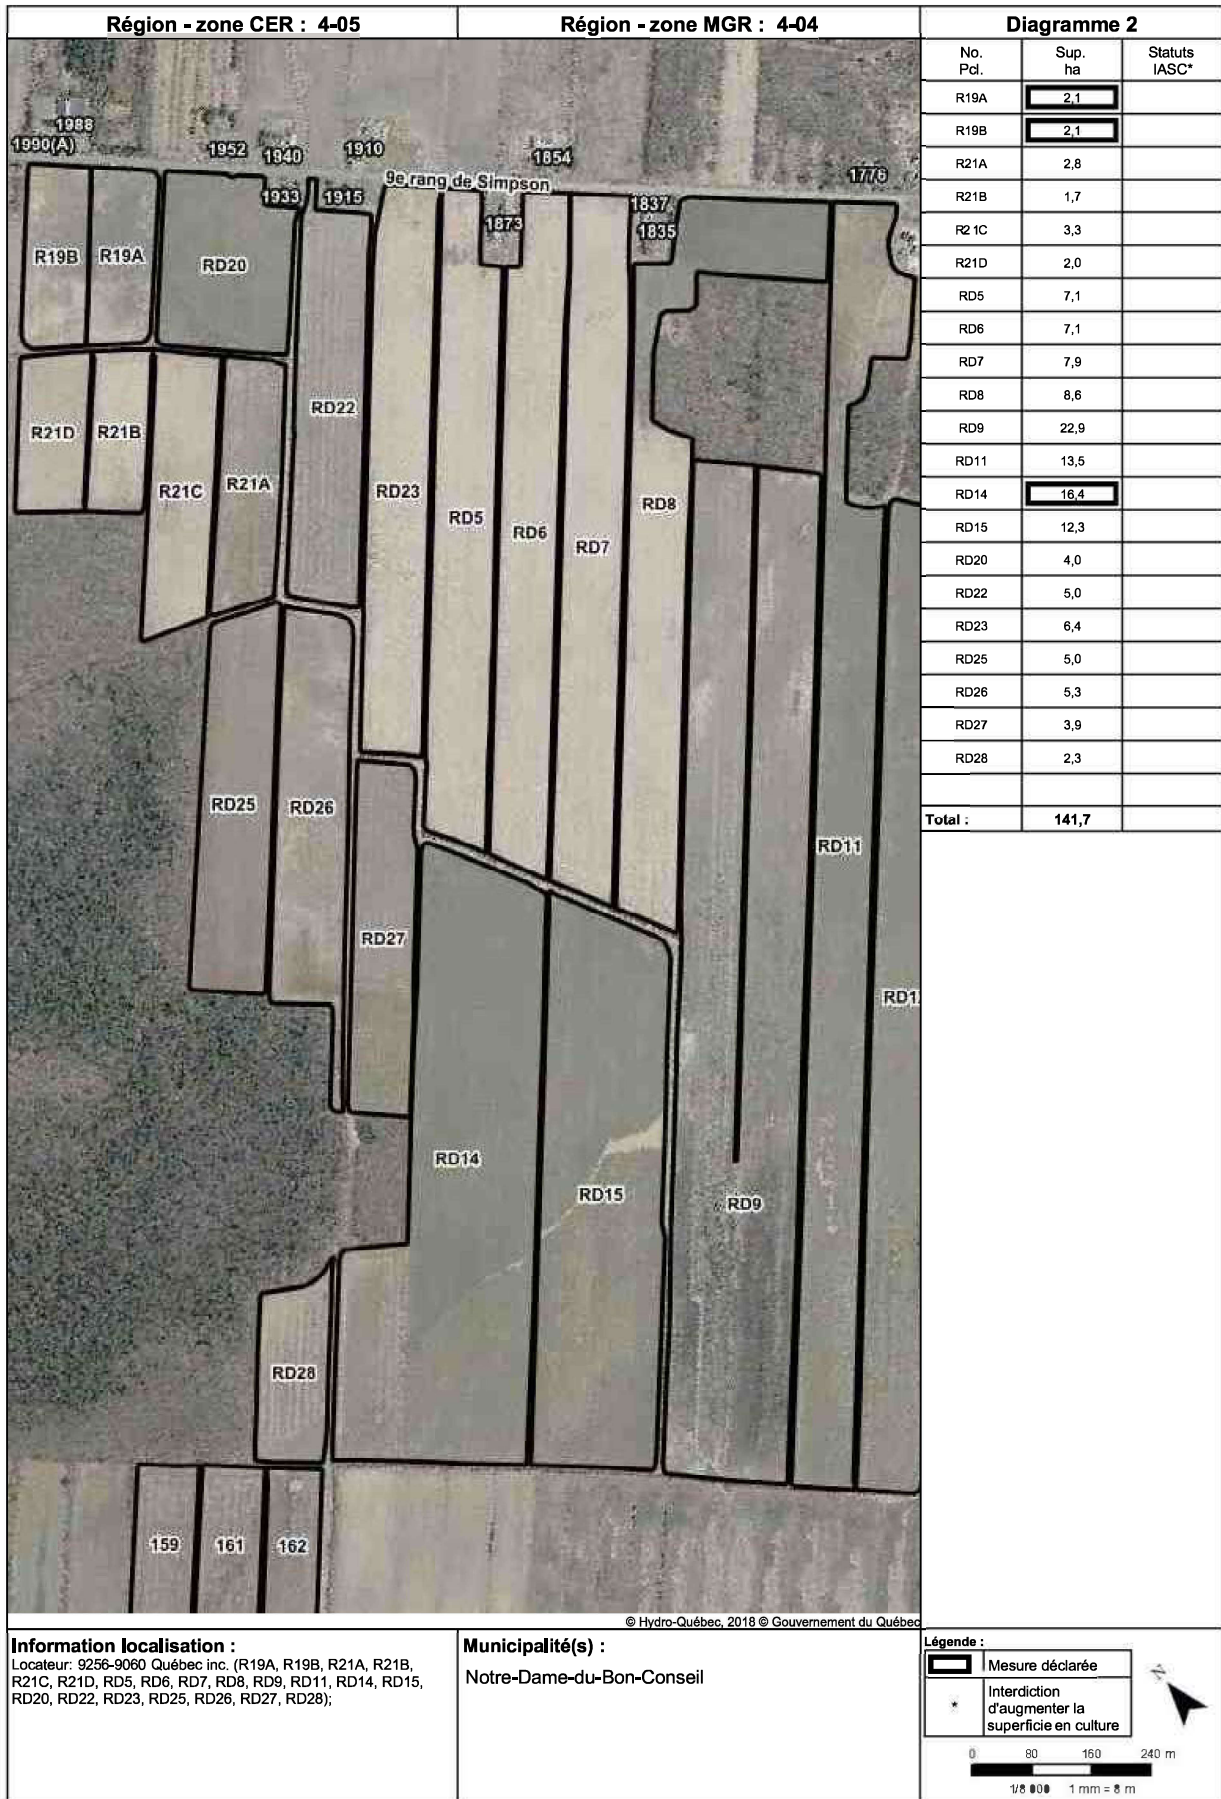 Région - zone CER : 4-05
Région - zone MGR : 4-04
Diagramme 2
No. Pcl.
Sup. ha
Statuts IASC*
R19A 2,1
R19B 2,1
R21A 2,8
R21B 1,7
R21C 3,3
R21D 2,0
RD5 7,1
RD6 7,1
RD7 7,9
RD8 8,6
RD9 22,9
RD11 13,5
RD14 16,4
RD15 12,3
RD20 4,0
RD22 5,0
RD23 6,4
RD25 5,0
RD26 5,3
RD27 3,9
RD28 2,3
Total : 141,7
1988
1990(A)
1952
1940
1910
1854
1776
9e rang de Simpson
1933
1915
1873
1837
1835
R19B
R19A
RD20
RD22
R21D
R21B
R21C
R21A
RD23
RD5
RD6
RD7
RD8
RD25
RD26
RD11
RD27
RD1
RD14
RD15
RD9
RD28
159
161
162
© Hydro-Québec, 2018 © Gouvernement du Québec
Information localisation :
Locateur: 9256-9060 Québec inc. (R19A, R19B, R21A, R21B,
R21C, R21D, RD5, RD6, RD7, RD8, RD9, RD11, RD14, RD15,
RD20, RD22, RD23, RD25, RD26, RD27, RD28);
Municipalité(s) :
Notre-Dame-du-Bon-Conseil
Légende :
Mesure déclarée
* Interdiction
d'augmenter la
superficie en culture
N
0 80 160 240 m
1/8 000 1 mm = 8 m